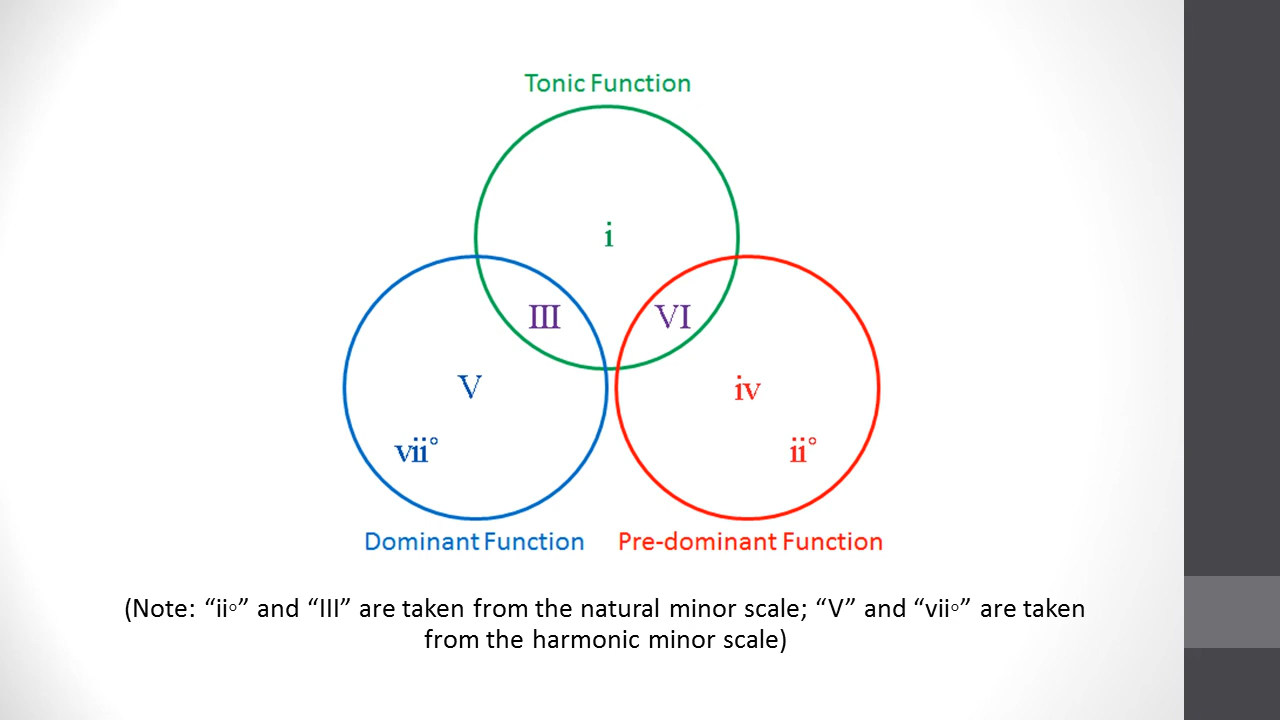 Tonic Function
i
III
VI
V
iv
vii°
ii°
Dominant Function
Pre-dominant Function
(Note: “ii◦” and “III” are taken from the natural minor scale; “V” and “vii◦” are taken
from the harmonic minor scale)